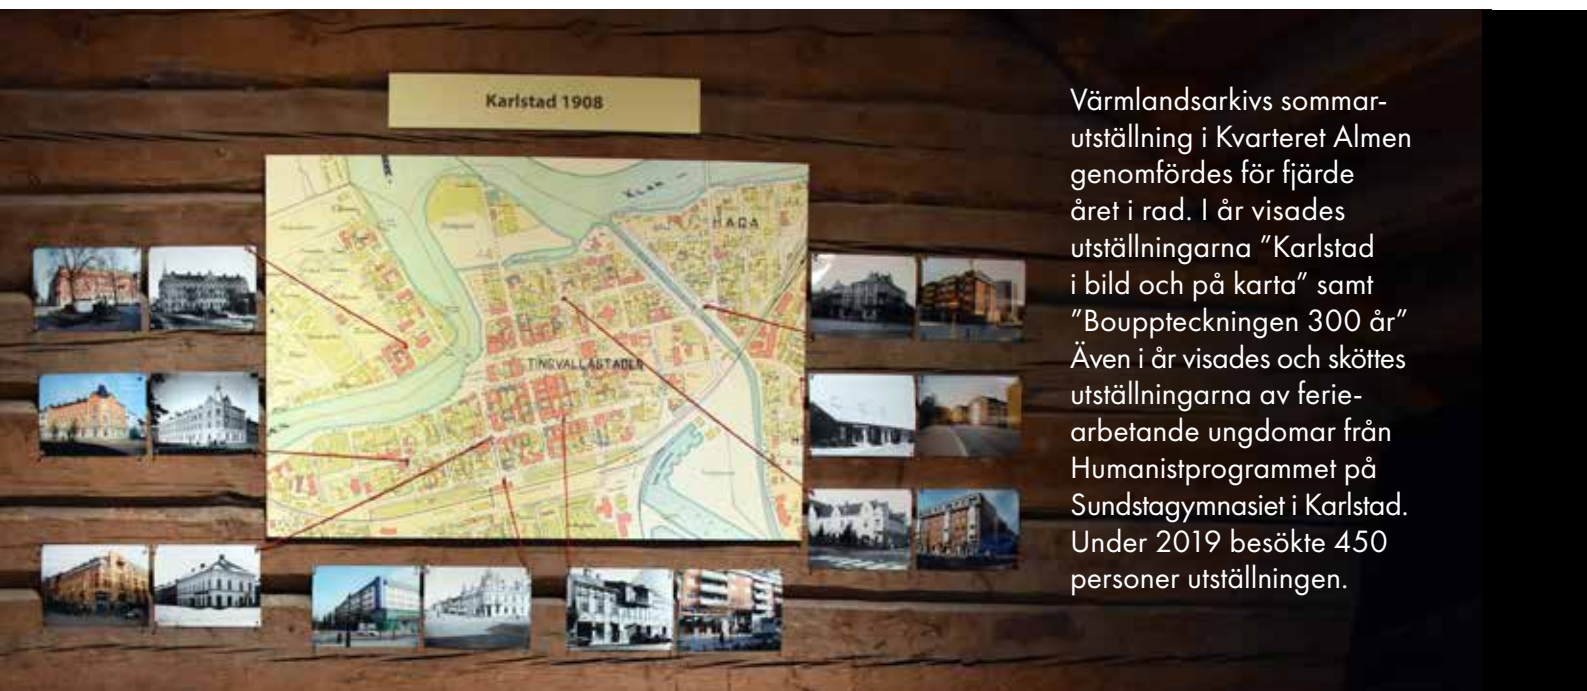 Karlstad 1908
KLAR
HAGA
TINGVALLASTADEN
Värmlandsarkivs sommar-
utställning i Kvarteret Almen
genomfördes för fjärde
året i rad. I år visades
utställningarna ”Karlstad
i bild och på karta” samt
”Bouppteckningen 300 år”
Även i år visades och sköttes
utställningarna av ferie-
arbetande ungdomar från
Humanistprogrammet på
Sundstagymnasiet i Karlstad.
Under 2019 besökte 450
personer utställningen.